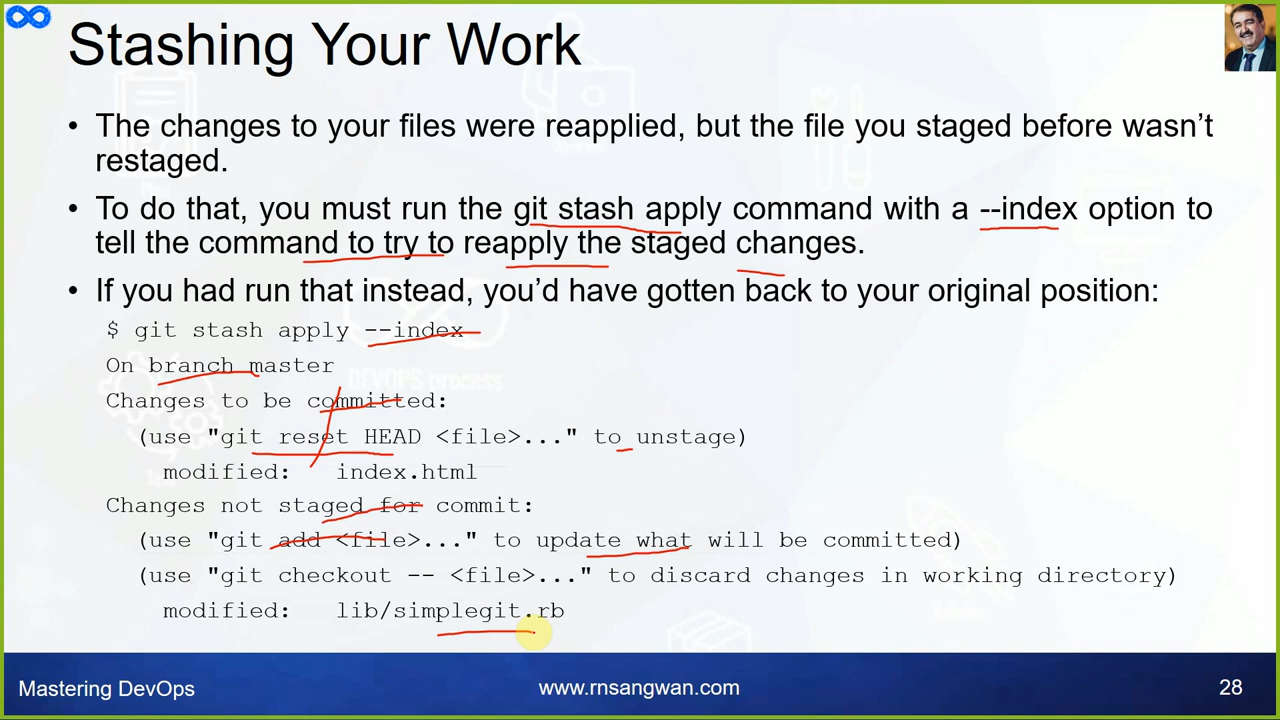 Stashing Your Work
• The changes to your files were reapplied, but the file you staged before wasn’t
restaged.
• To do that, you must run the git stash apply command with a --index option to
tell the command to try to reapply the staged changes.
• If you had run that instead, you’d have gotten back to your original position:
$ git stash apply --index
On branch master
Changes to be committed:
(use "git reset HEAD <file>..." to unstage)
modified: index.html
Changes not staged for commit:
(use "git add <file>..." to update what will be committed)
(use "git checkout -- <file>..." to discard changes in working directory)
modified: lib/simplegit.rb
Mastering DevOps
www.rnsangwan.com
28